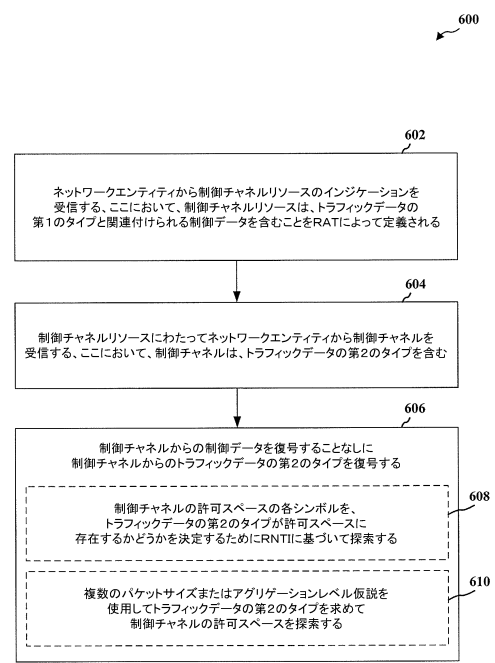 600
602
ネットワークエンティティから制御チャネルリソースのインジケーションを
受信する、ここにおいて、制御チャネルリソースは、トラフィックデータの
第1のタイプと関連付けられる制御データを含むことをRATによって定義される
604
制御チャネルリソースにわたってネットワークエンティティから制御チャネルを
受信する、ここにおいて、制御チャネルは、トラフィックデータの第2のタイプを含む
606
制御チャネルからの制御データを復号することなしに
制御チャネルからのトラフィックデータの第2のタイプを復号する
608
制御チャネルの許可スペースの各シンボルを、
トラフィックデータの第2のタイプが許可スペースに
存在するかどうかを決定するためにRNTIに基づいて探索する
610
複数のパケットサイズまたはアグリゲーションレベル仮説を
使用してトラフィックデータの第2のタイプを求めて
制御チャネルの許可スペースを探索する